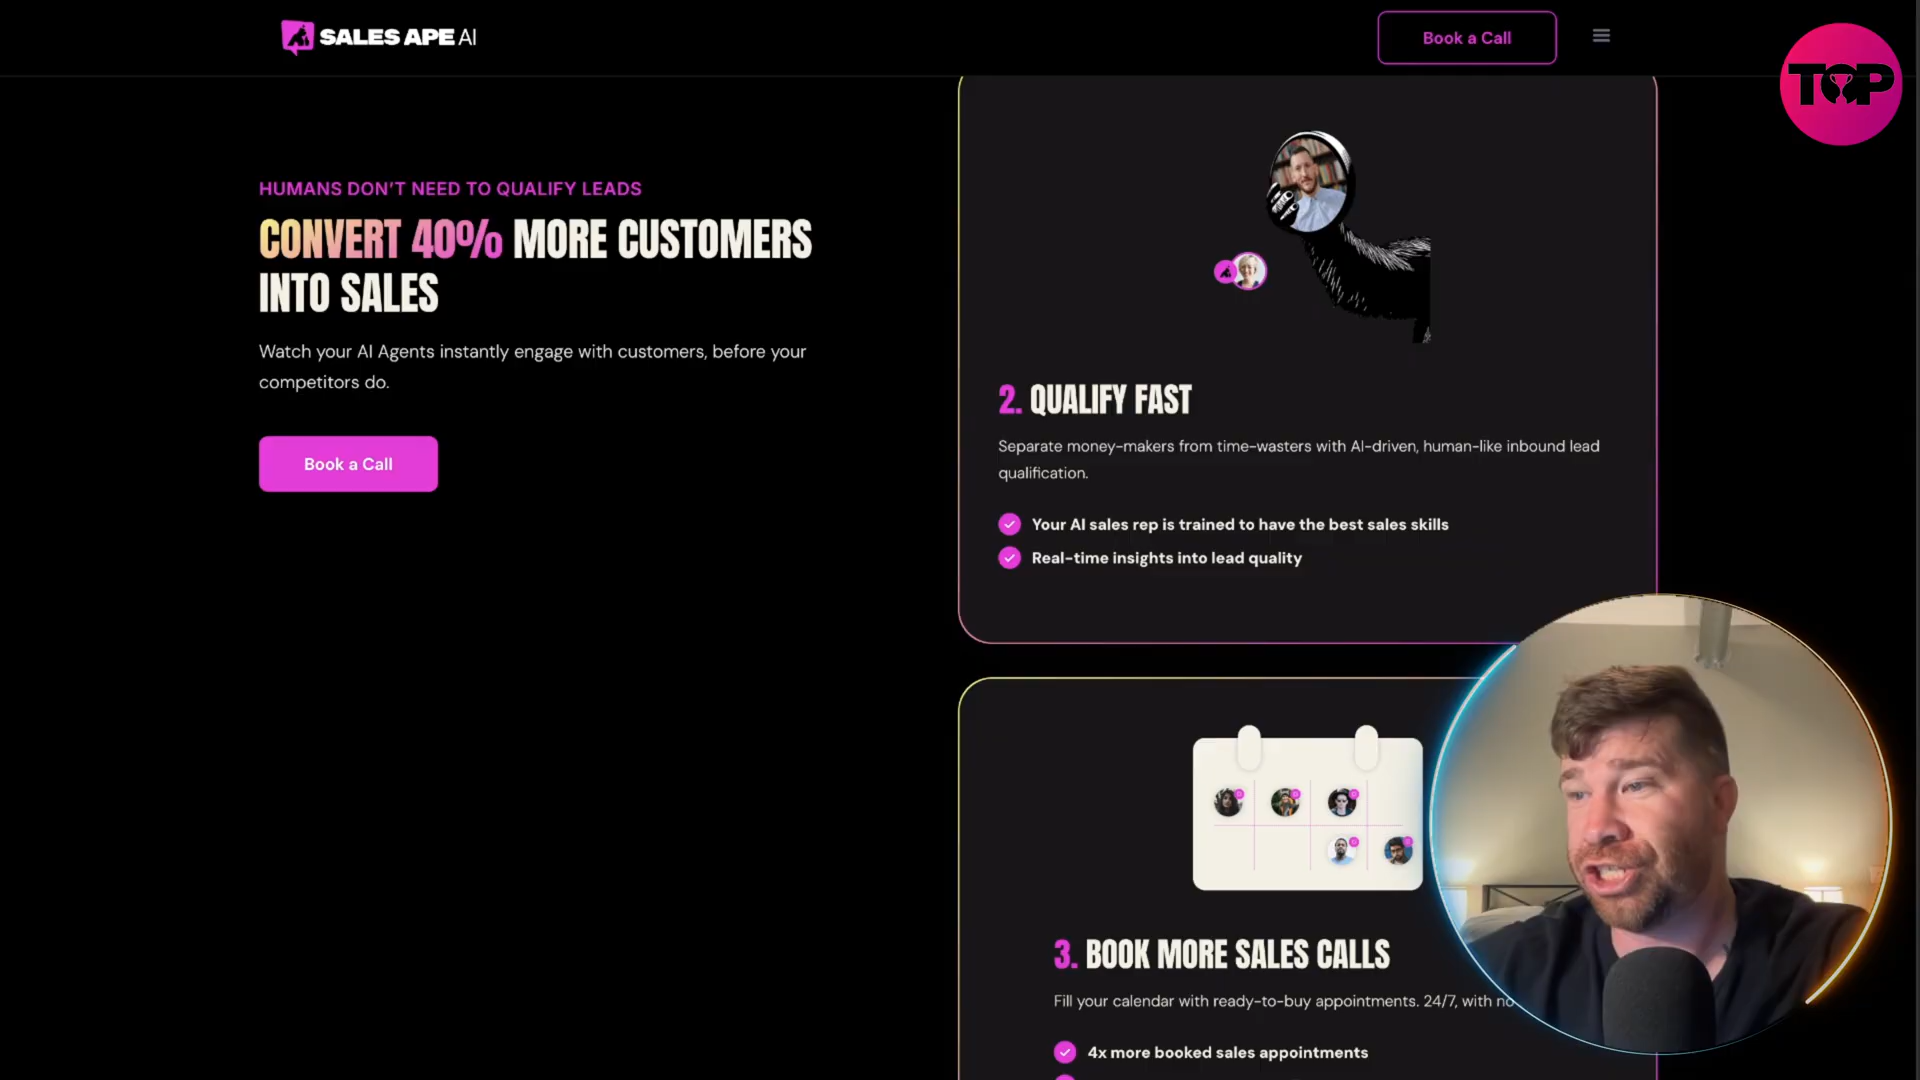 SALES APE AI
Book a Call
TOP
HUMANS DON'T NEED TO QUALIFY LEADS
CONVERT 40% MORE CUSTOMERS
INTO SALES
Watch your AI Agents instantly engage with customers, before your
competitors do.
Book a Call
2. QUALIFY FAST
Separate money-makers from time-wasters with AI-driven, human-like inbound lead
qualification.
Your AI sales rep is trained to have the best sales skills
Real-time insights into lead quality
3. BOOK MORE SALES CALLS
Fill your calendar with ready-to-buy appointments. 24/7, with no
4x more booked sales appointments